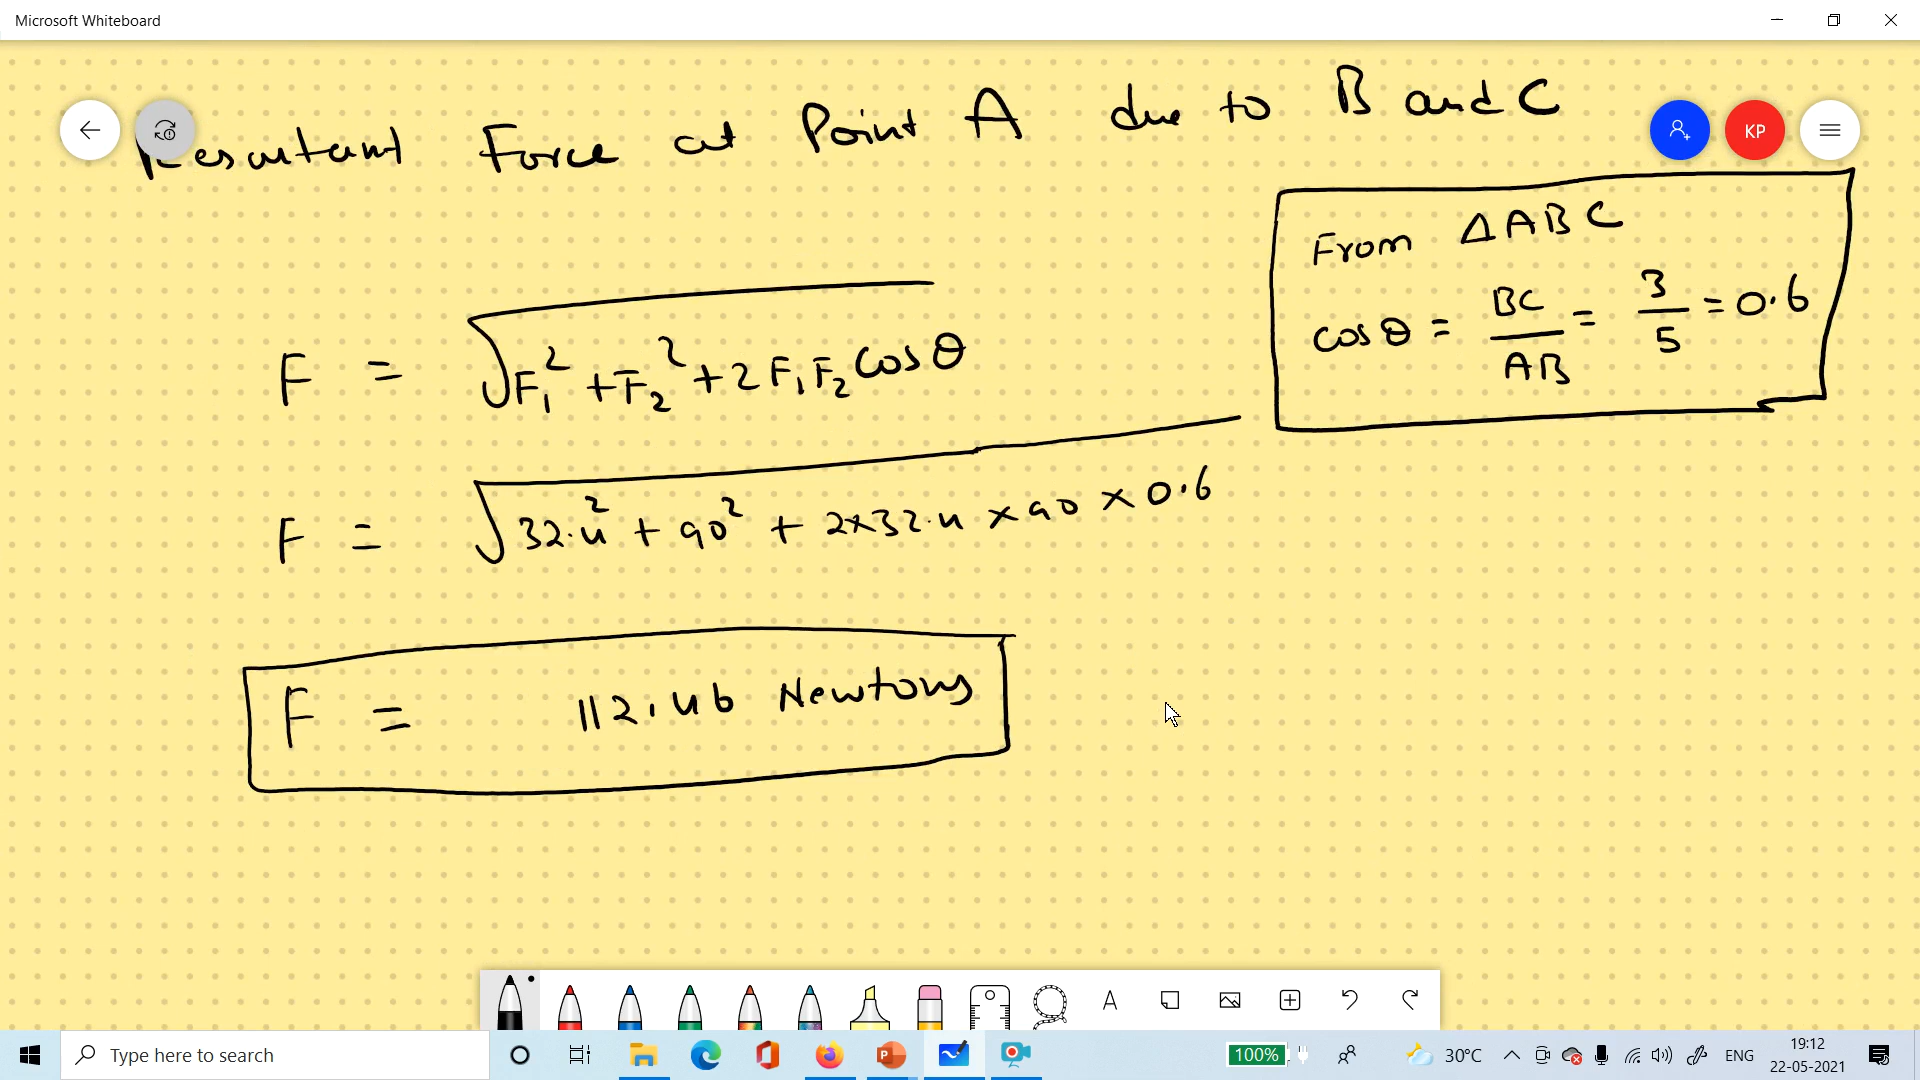 Microsoft Whiteboard
Resultant Force at Point A due to B and C
KP
From △ABC
cos θ = BC/AB = 3/5 = 0.6
F = √(F₁² + F₂² + 2F₁F₂ cos θ)
F = √(32.4² + 90² + 2×32.4 × 90 × 0.6)
F = 112.46 Newtons
A
Type here to search
100%
30°C
ENG
19:12
22-05-2021